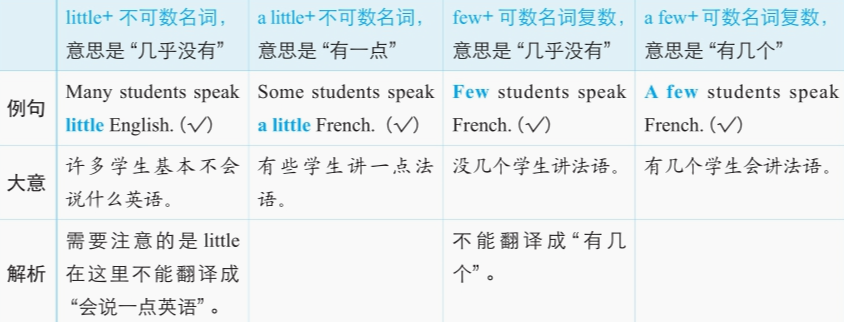 little+ 不可数名词，
意思是“几乎没有”
a little+ 不可数名词，
意思是“有一点”
few+ 可数名词复数，
意思是“几乎没有”
a few+ 可数名词复数，
意思是“有几个”
例句
Many students speak
little English. (✓)
Some students speak
a little French. (✓)
Few students speak
French. (✓)
A few students speak
French. (✓)
大意
许多学生基本不会
说什么英语。
有些学生讲一点法
语。
没几个学生讲法语。
有几个学生会讲法语。
解析
需要注意的是 little
在这里不能翻译成
“会说一点英语”。
不能翻译成“有几
个”。